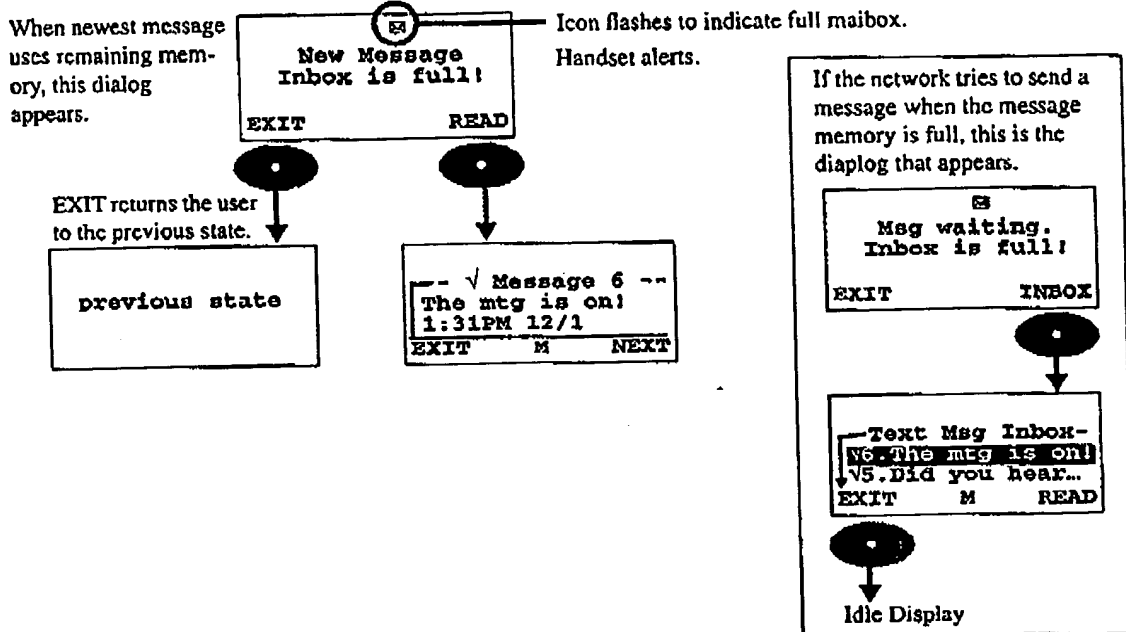 When newest message
uses remaining mem-
ory, this dialog
appears.
New Message
Inbox is full!
EXIT READ
Icon flashes to indicate full maibox.
Handset alerts.
EXIT returns the user
to the previous state.
previous state
-- √ Message 6 --
The mtg is on!
1:31PM 12/1
EXIT M NEXT
If the network tries to send a
message when the message
memory is full, this is the
diaplog that appears.
Msg waiting.
Inbox is full!
EXIT INBOX
Text Msg Inbox-
√6.The mtg is on!
√5.Did you hear…
EXIT M READ
Idle Display